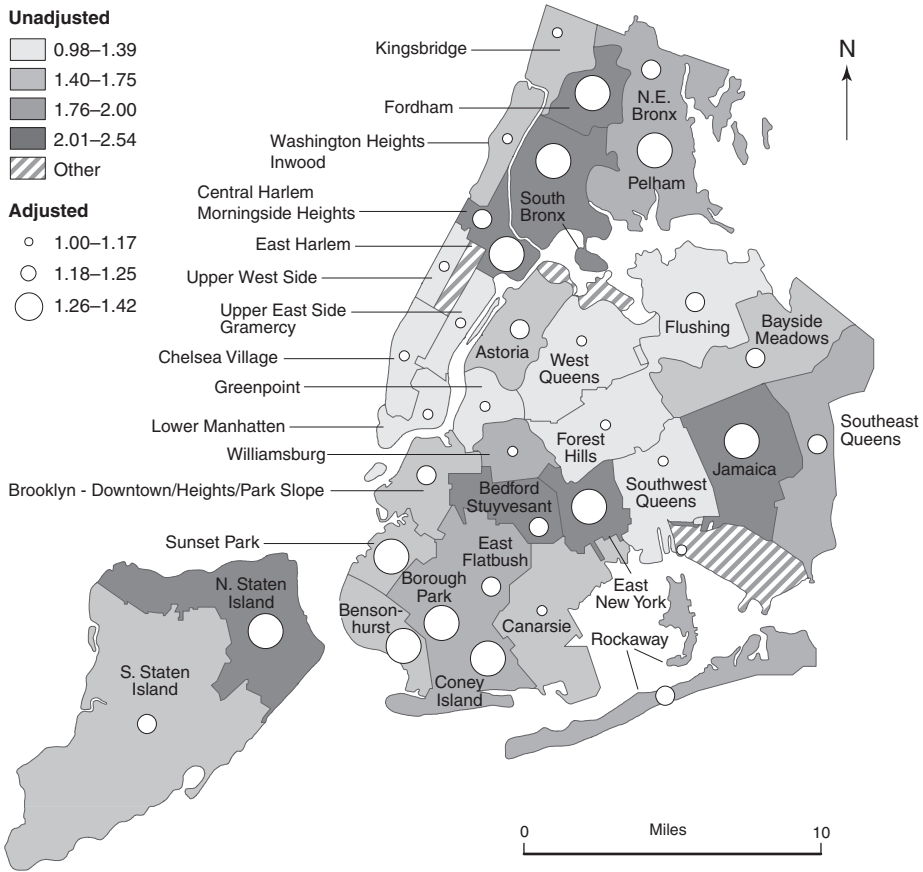 Unadjusted
0.98–1.39
1.40–1.75
1.76–2.00
2.01–2.54
Other
Adjusted
1.00–1.17
1.18–1.25
1.26–1.42
Kingsbridge
Fordham
Washington Heights
Inwood
Central Harlem
Morningside Heights
East Harlem
Upper West Side
Upper East Side
Gramercy
Chelsea Village
Greenpoint
Lower Manhatten
Williamsburg
Brooklyn - Downtown/Heights/Park Slope
Sunset Park
N
N.E.
Bronx
Pelham
South
Bronx
Flushing
Bayside
Meadows
Astoria
West
Queens
Forest
Hills
Southeast
Queens
Jamaica
Southwest
Queens
Bedford
Stuyvesant
East
Flatbush
Borough
Park
Benson-
hurst
Canarsie
East
New York
Rockaway
Coney
Island
N. Staten
Island
S. Staten
Island
0
Miles
10